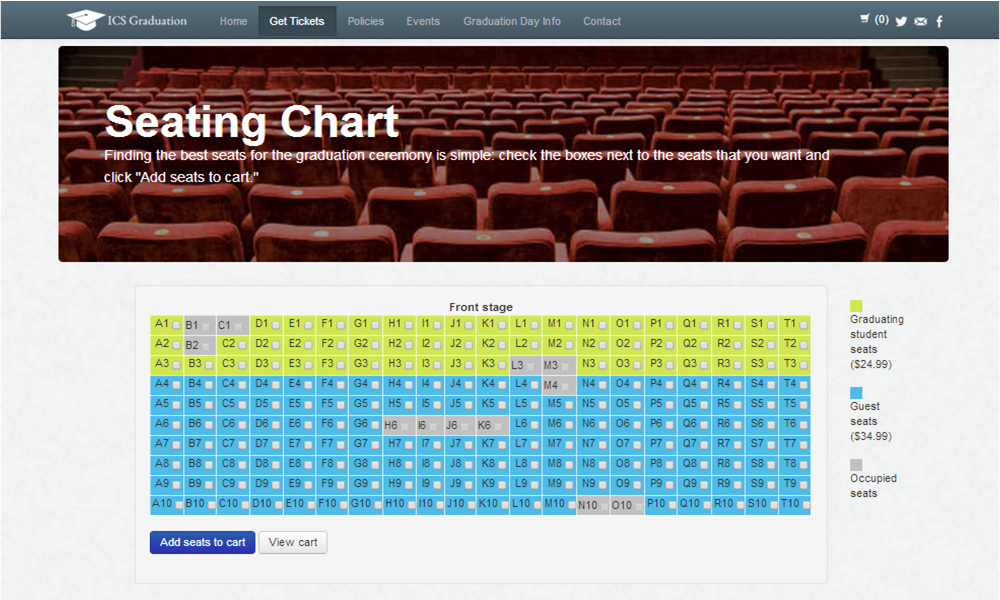 ICS Graduation Home Get Tickets Policies Events Graduation Day Info Contact (0)
Seating Chart
Finding the best seats for the graduation ceremony is simple: check the boxes next to the seats that you want and
click "Add seats to cart."
Front stage
A1 B1 C1 D1 E1 F1 G1 H1 I1 J1 K1 L1 M1 N1 O1 P1 Q1 R1 S1 T1
A2 B2 C2 D2 E2 F2 G2 H2 I2 J2 K2 L2 M2 N2 O2 P2 Q2 R2 S2 T2
A3 B3 C3 D3 E3 F3 G3 H3 I3 J3 K3 L3 M3 N3 O3 P3 Q3 R3 S3 T3
A4 B4 C4 D4 E4 F4 G4 H4 I4 J4 K4 L4 M4 N4 O4 P4 Q4 R4 S4 T4
A5 B5 C5 D5 E5 F5 G5 H5 I5 J5 K5 L5 M5 N5 O5 P5 Q5 R5 S5 T5
A6 B6 C6 D6 E6 F6 G6 H6 I6 J6 K6 L6 M6 N6 O6 P6 Q6 R6 S6 T6
A7 B7 C7 D7 E7 F7 G7 H7 I7 J7 K7 L7 M7 N7 O7 P7 Q7 R7 S7 T7
A8 B8 C8 D8 E8 F8 G8 H8 I8 J8 K8 L8 M8 N8 O8 P8 Q8 R8 S8 T8
A9 B9 C9 D9 E9 F9 G9 H9 I9 J9 K9 L9 M9 N9 O9 P9 Q9 R9 S9 T9
A10 B10 C10 D10 E10 F10 G10 H10 I10 J10 K10 L10 M10 N10 O10 P10 Q10 R10 S10 T10
Graduating
student
seats
($24.99)
Guest
seats
($34.99)
Occupied
seats
Add seats to cart View cart